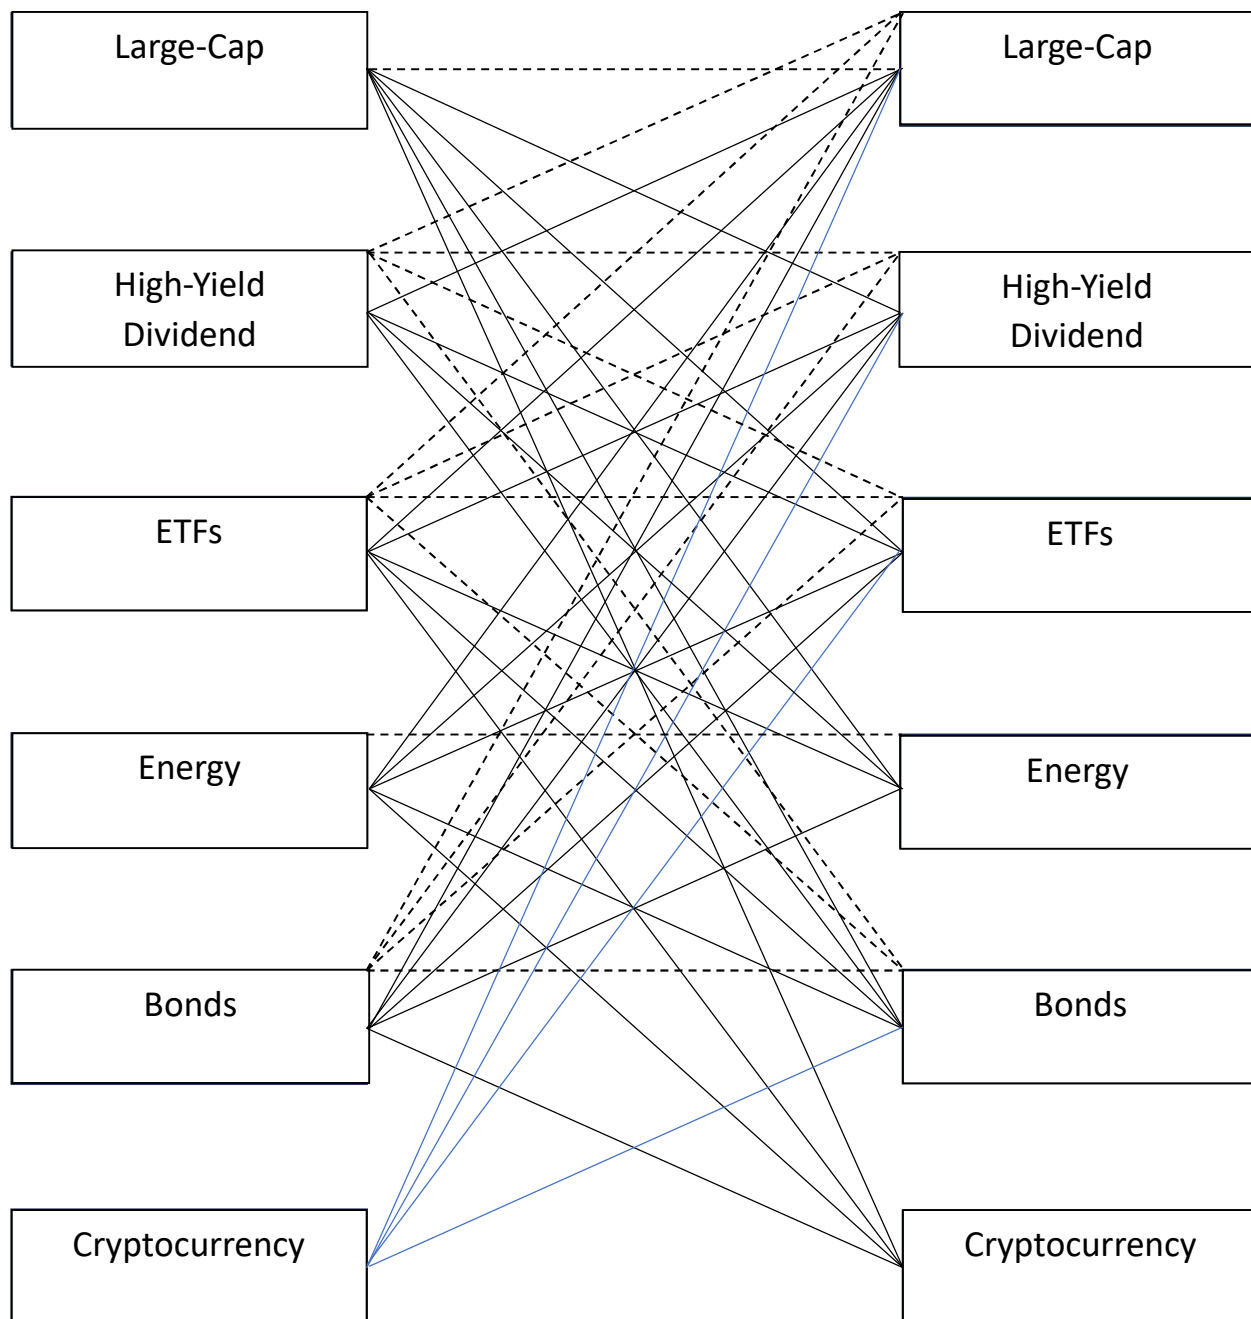 Large-Cap
Large-Cap
High-Yield
Dividend
High-Yield
Dividend
ETFs
ETFs
Energy
Energy
Bonds
Bonds
Cryptocurrency
Cryptocurrency